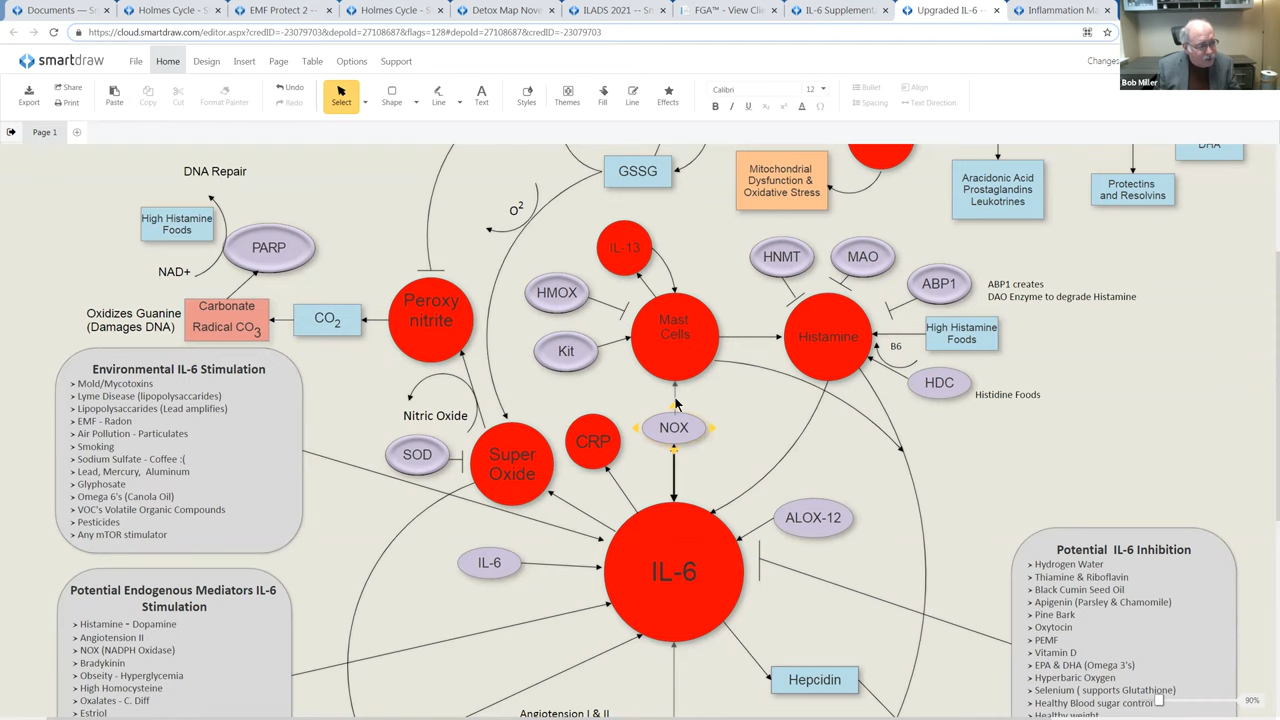 Documents — S
Holmes Cycle - S
EMF Protect 2 --
Holmes Cycle - S
Detox Map Nove
ILADS 2021 -- Sn
FGA™ - View Clie
IL-6 Supplementa
Upgraded IL-6 --
Inflammation Ma
https://cloud.smartdraw.com/editor.aspx?credID=-23079703&depoId=27108687&flags=128#depoId=27108687&credID=-23079703
smartdraw
File
Home
Design
Insert
Page
Table
Options
Support
Changes
Bob Miller
Export
Share
Print
Paste
Copy
Cut
Format Painter
Undo
Redo
Select
Shape
Line
Text
Styles
Themes
Fill
Line
Effects
Calibri
12
B I U X₂ X² A
Bullet
Align
Spacing
Text Direction
Page 1
DNA Repair
High Histamine
Foods
PARP
NAD+
Oxidizes Guanine
(Damages DNA)
Carbonate
Radical CO3
CO2
Peroxy
nitrite
GSSG
O2
Mitochondrial
Dysfunction &
Oxidative Stress
Aracidonic Acid
Prostaglandins
Leukotrines
DHA
Protectins
and Resolvins
IL-13
HMOX
Kit
Mast
Cells
HNMT
MAO
ABP1
ABP1 creates
DAO Enzyme to degrade Histamine
Histamine
High Histamine
Foods
B6
HDC
Histidine Foods
Nitric Oxide
SOD
Super
Oxide
CRP
NOX
ALOX-12
IL-6
IL-6
Hepcidin
Angiotension I & II
Environmental IL-6 Stimulation
➤ Mold/Mycotoxins
➤ Lyme Disease (lipopolysaccarides)
➤ Lipopolysaccarides (Lead amplifies)
➤ EMF - Radon
➤ Air Pollution - Particulates
➤ Smoking
➤ Sodium Sulfate - Coffee :(
➤ Lead, Mercury, Aluminum
➤ Glyphosate
➤ Omega 6's (Canola Oil)
➤ VOC's Volatile Organic Compounds
➤ Pesticides
➤ Any mTOR stimulator
Potential Endogenous Mediators IL-6
Stimulation
➤ Histamine - Dopamine
➤ Angiotension II
➤ NOX (NADPH Oxidase)
➤ Bradykinin
➤ Obseity - Hyperglycemia
➤ High Homocysteine
➤ Oxalates - C. Diff
➤ Estriol
Potential IL-6 Inhibition
➤ Hydrogen Water
➤ Thiamine & Riboflavin
➤ Black Cumin Seed Oil
➤ Apigenin (Parsley & Chamomile)
➤ Pine Bark
➤ Oxytocin
➤ PEMF
➤ Vitamin D
➤ EPA & DHA (Omega 3's)
➤ Hyperbaric Oxygen
➤ Selenium ( supports Glutathione)
➤ Healthy Blood sugar control
➤ Healthy weight
90%